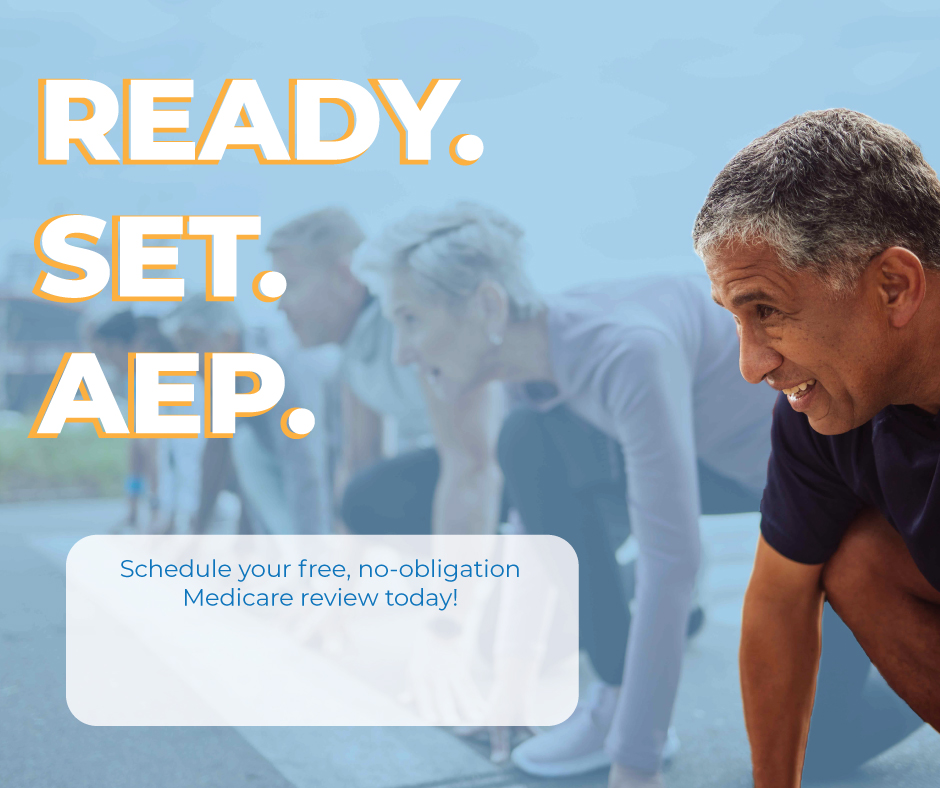 READY.
SET.
AEP.
Schedule your free, no-obligation
Medicare review today!